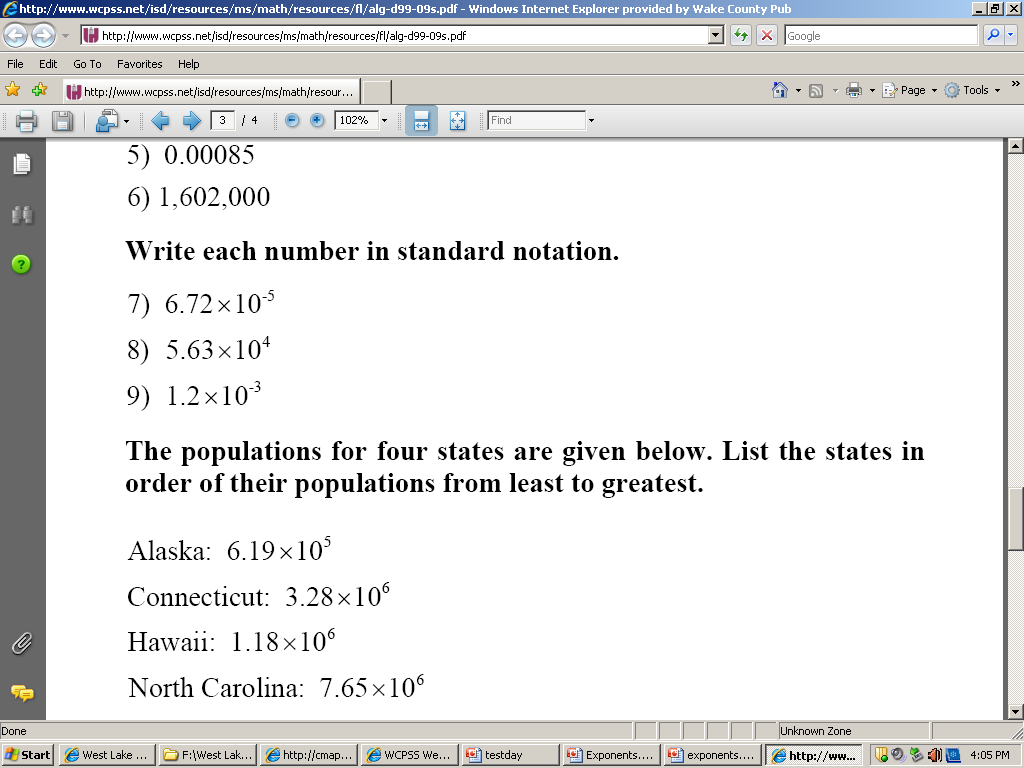 http://www.wcpss.net/isd/resources/ms/math/resources/fl/alg-d99-09s.pdf - Windows Internet Explorer provided by Wake County Pub
http://www.wcpss.net/isd/resources/ms/math/resources/fl/alg-d99-09s.pdf
Google
File Edit Go To Favorites Help
http://www.wcpss.net/isd/resources/ms/math/resour...
Page Tools »
3 / 4 102% Find
5) 0.00085
6) 1,602,000
Write each number in standard notation.
7) 6.72×10⁻⁵
8) 5.63×10⁴
9) 1.2×10⁻³
The populations for four states are given below. List the states in
order of their populations from least to greatest.
Alaska: 6.19×10⁵
Connecticut: 3.28×10⁶
Hawaii: 1.18×10⁶
North Carolina: 7.65×10⁶
Done Unknown Zone
Start West Lake ... F:\West Lak... http://cmap... WCPSS We... testday Exponents.... exponents.... http://ww... 4:05 PM